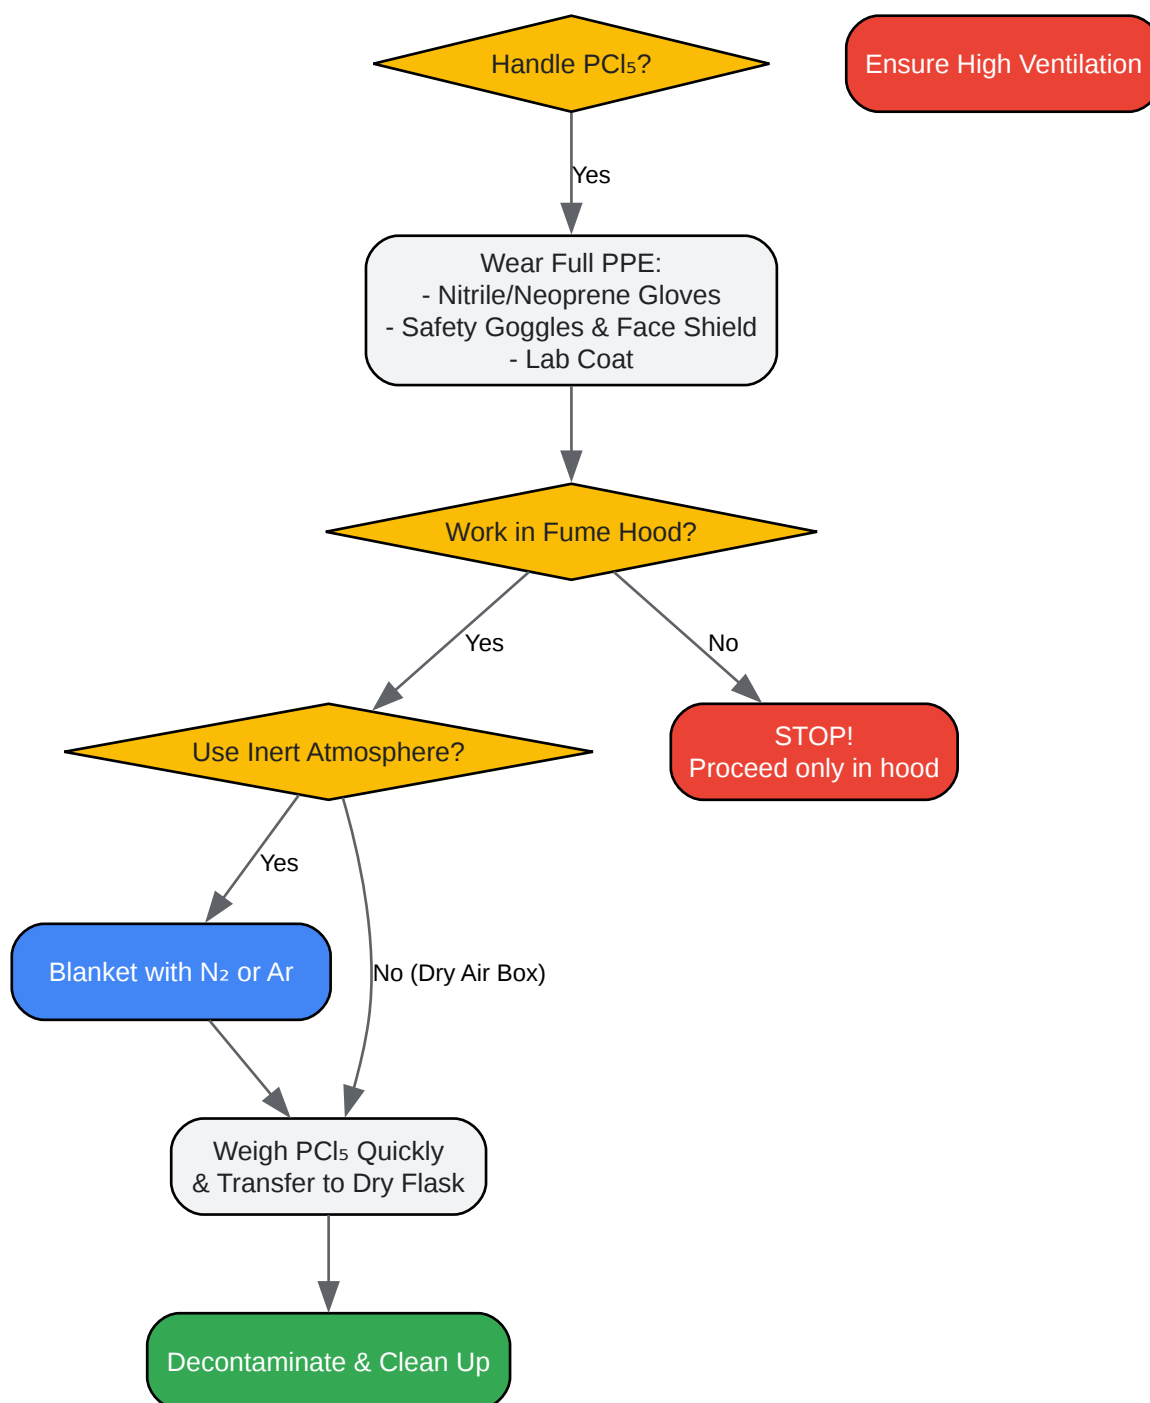 Handle PCl₅?
Ensure High Ventilation
Yes
Wear Full PPE:
- Nitrile/Neoprene Gloves
- Safety Goggles & Face Shield
- Lab Coat
Work in Fume Hood?
Yes
No
Use Inert Atmosphere?
STOP!
Proceed only in hood
Yes
Blanket with N₂ or Ar
No (Dry Air Box)
Weigh PCl₅ Quickly
& Transfer to Dry Flask
Decontaminate & Clean Up